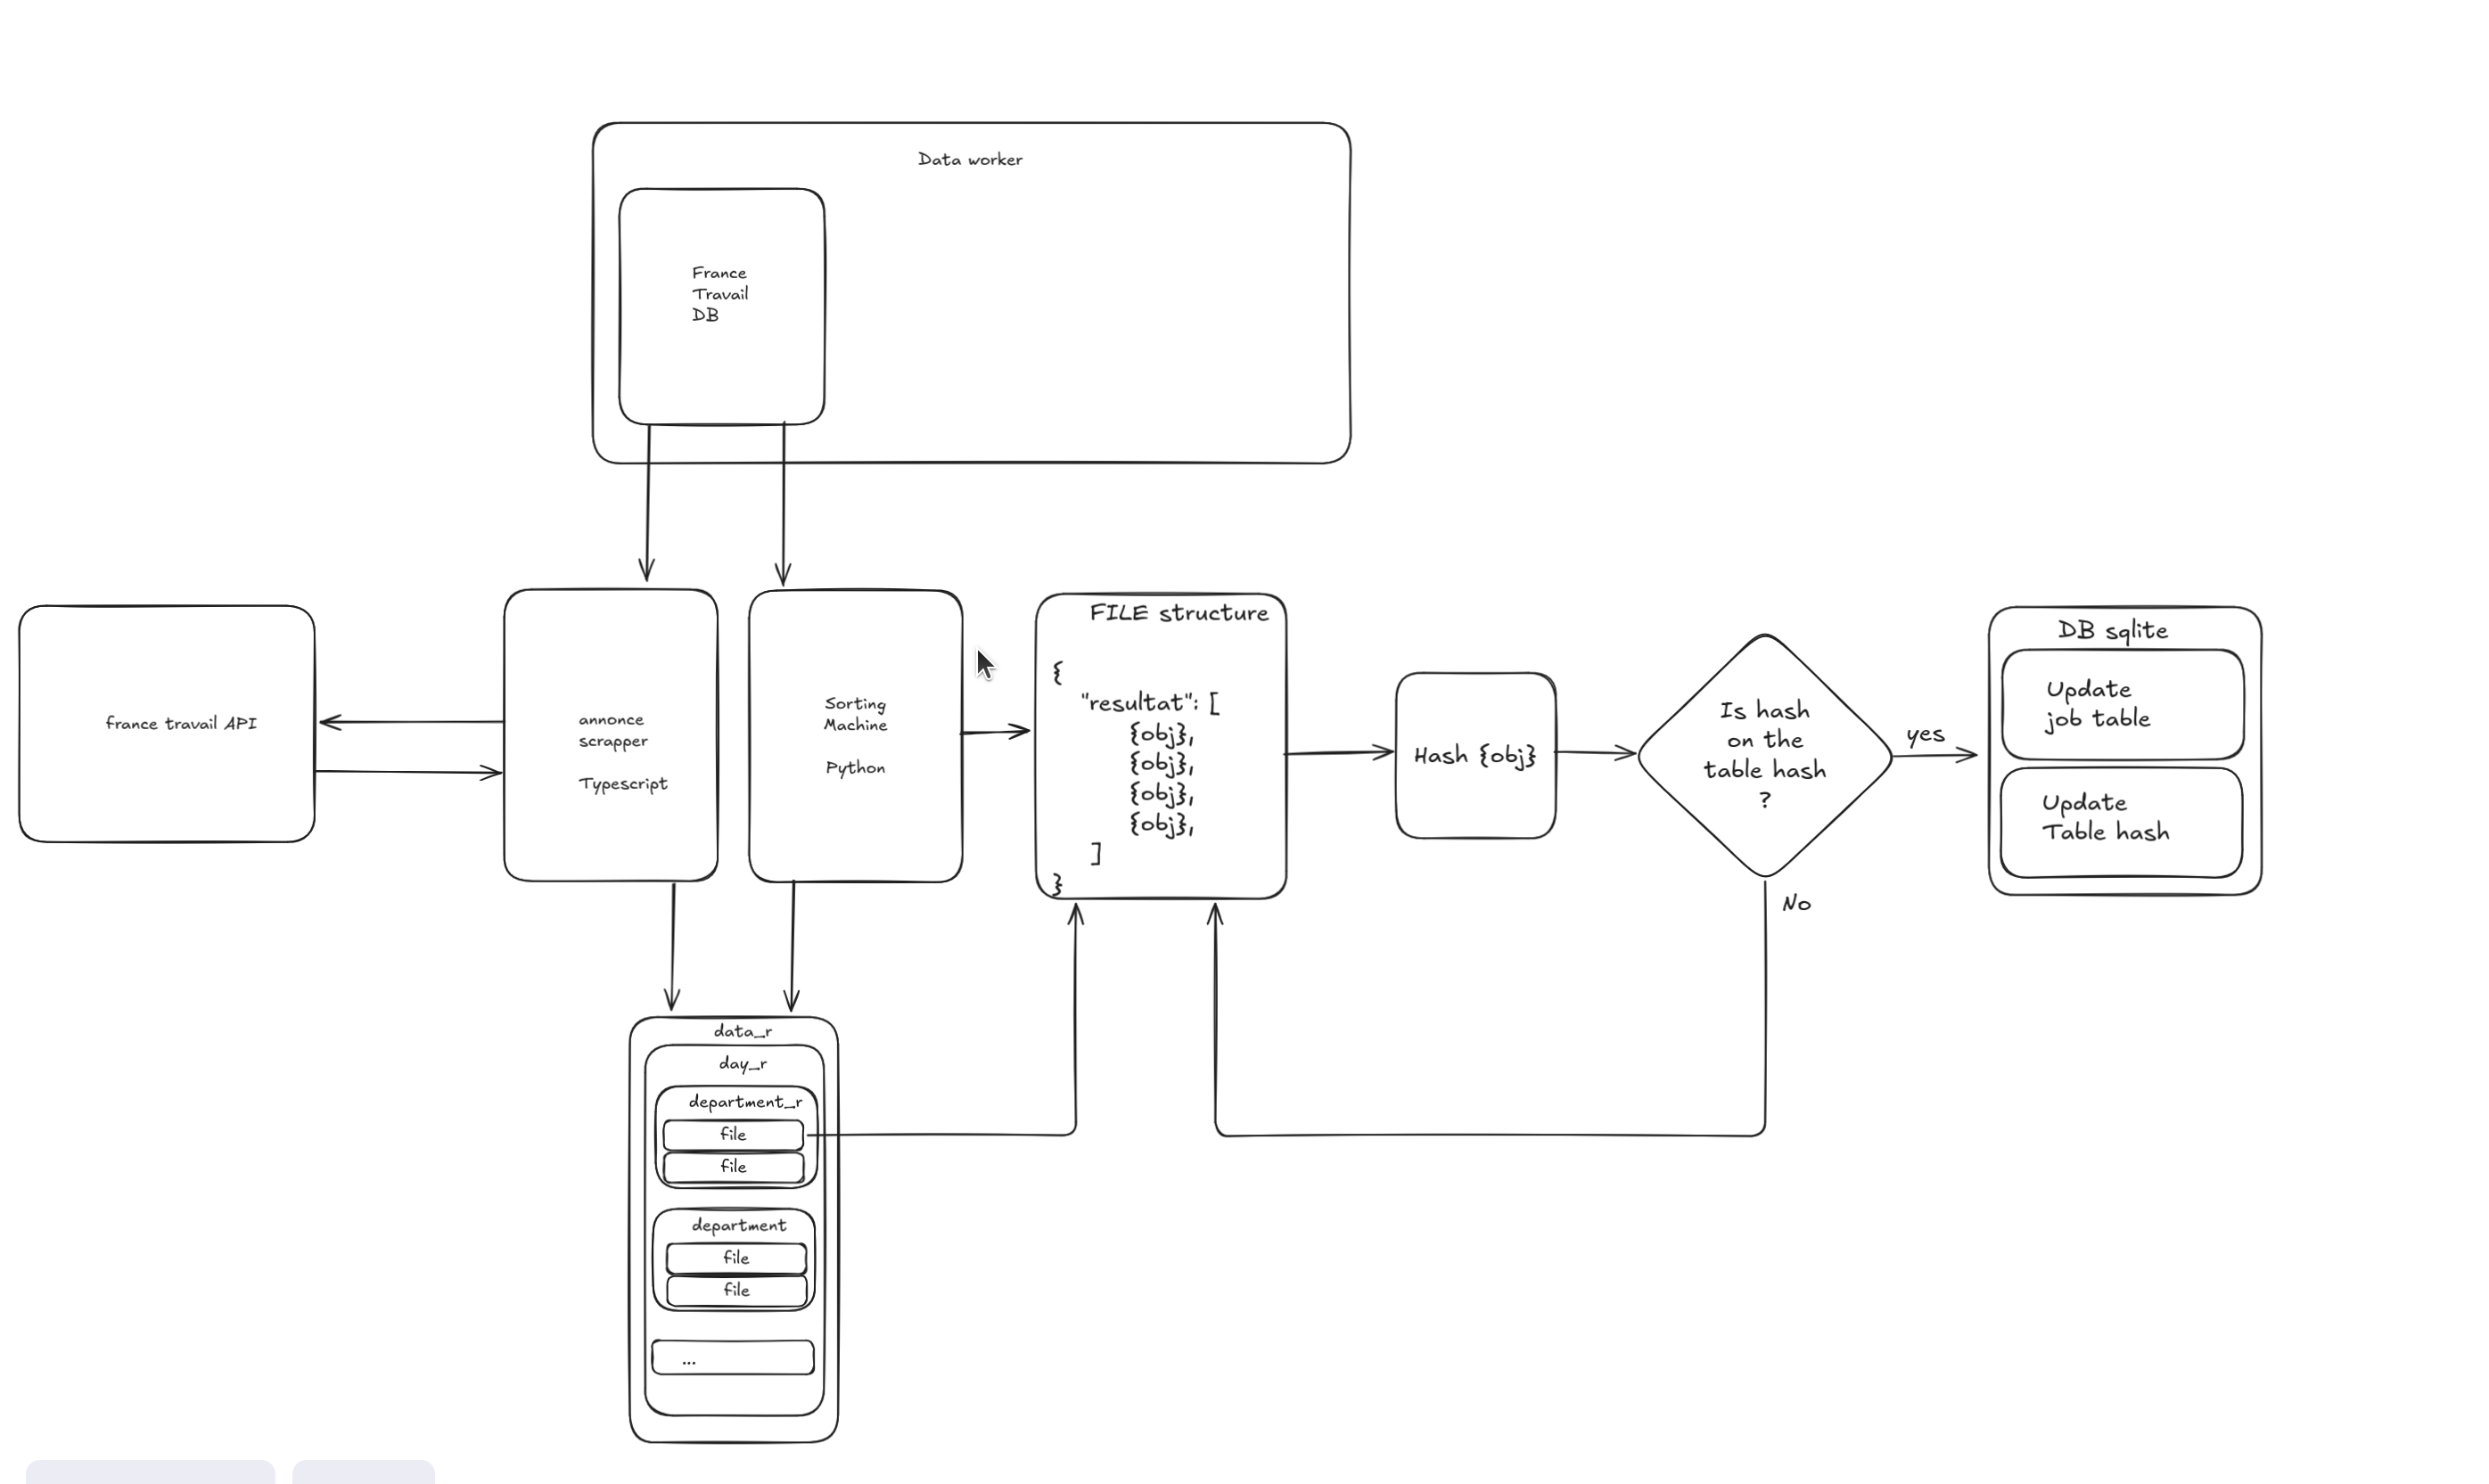 Data worker
France
Travail
DB
france travail API
annonce
scrapper
Typescript
Sorting
Machine
Python
FILE structure
{
"resultat": [
{obj},
{obj},
{obj},
{obj},
]
}
Hash {obj}
Is hash
on the
table hash
?
yes
No
DB sqlite
Update
job table
Update
Table hash
data_r
day_r
department_r
file
file
department
file
file
...